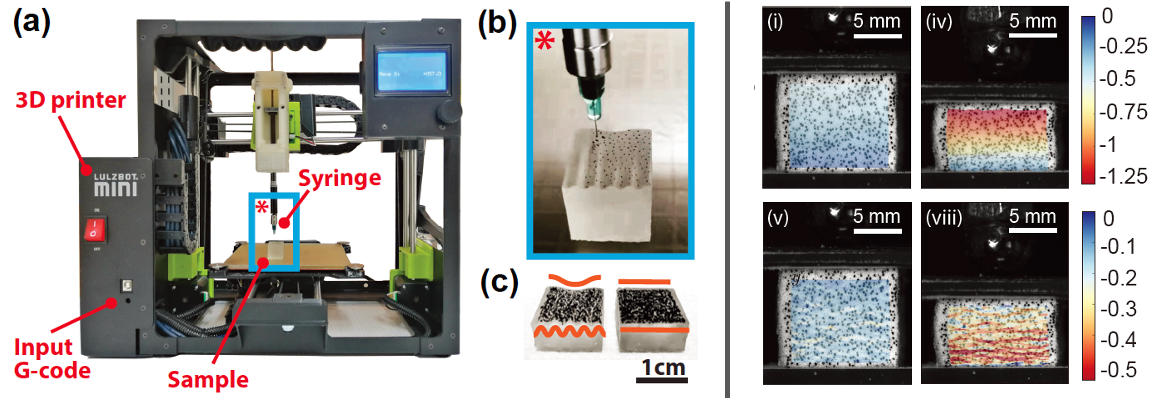 (a)
3D printer
LULZBOT
mini
Syringe
*
Input
G-code
Sample
(b)
*
(c)
1cm
(i)
5 mm
(iv)
5 mm
0
-0.25
-0.5
-0.75
-1
-1.25
(v)
5 mm
(viii)
5 mm
0
-0.1
-0.2
-0.3
-0.4
-0.5